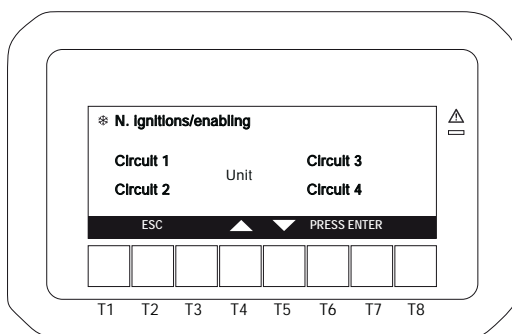 ❄ N. ignitions/enabling
Circuit 1 Circuit 3
Unit
Circuit 2 Circuit 4
ESC PRESS ENTER
T1 T2 T3 T4 T5 T6 T7 T8